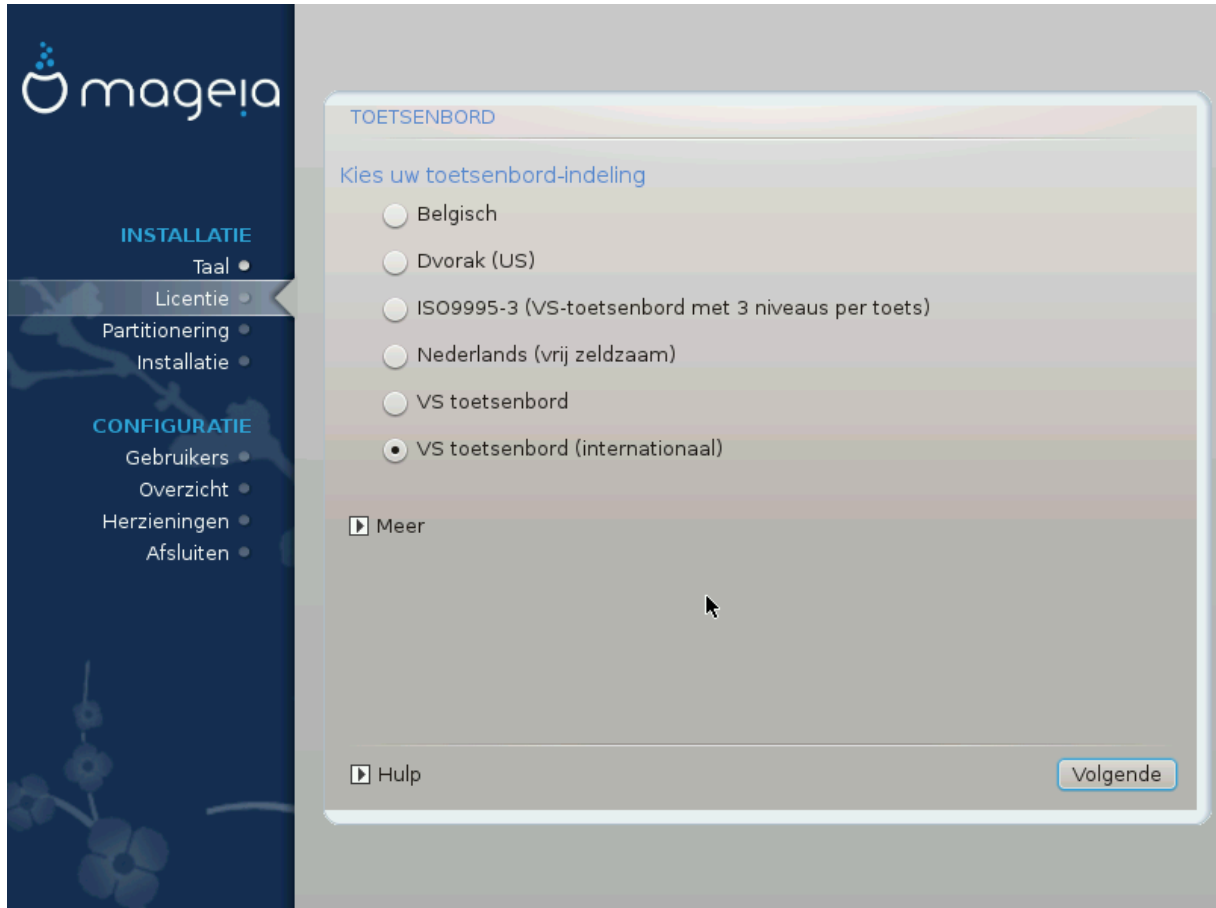 mageia
INSTALLATIE
Taal
Licentie
Partitionering
Installatie
CONFIGURATIE
Gebruikers
Overzicht
Herzieningen
Afsluiten
TOETSENBORD
Kies uw toetsenbord-indeling
Belgisch
Dvorak (US)
ISO9995-3 (VS-toetsenbord met 3 niveaus per toets)
Nederlands (vrij zeldzaam)
VS toetsenbord
VS toetsenbord (internationaal)
Meer
Hulp
Volgende